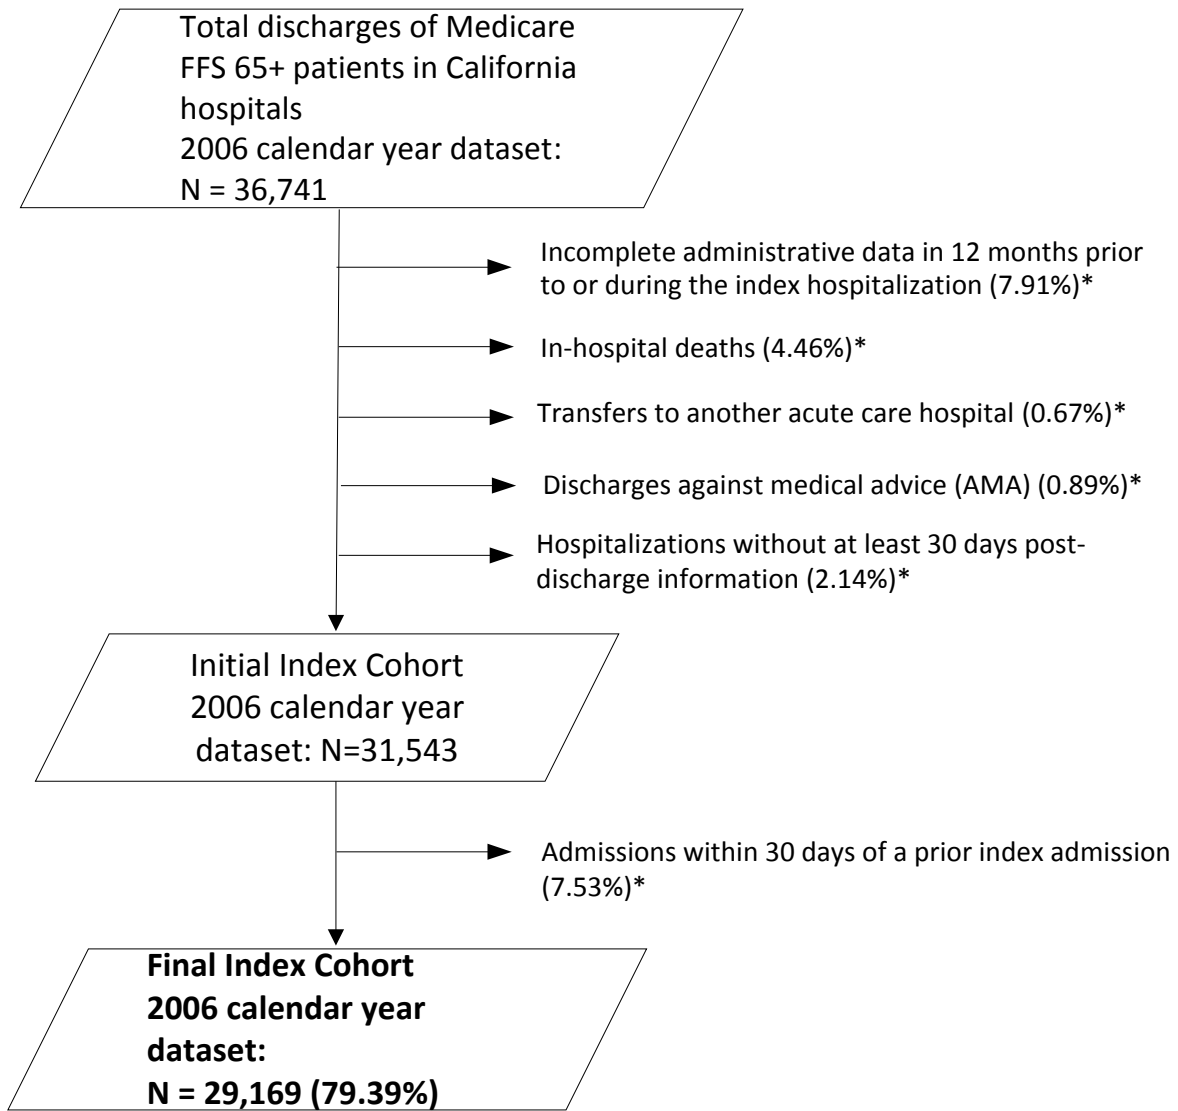 Total discharges of Medicare
FFS 65+ patients in California
hospitals
2006 calendar year dataset:
N = 36,741
Incomplete administrative data in 12 months prior
to or during the index hospitalization (7.91%)*
In-hospital deaths (4.46%)*
Transfers to another acute care hospital (0.67%)*
Discharges against medical advice (AMA) (0.89%)*
Hospitalizations without at least 30 days post-
discharge information (2.14%)*
Initial Index Cohort
2006 calendar year
dataset: N=31,543
Admissions within 30 days of a prior index admission
(7.53%)*
Final Index Cohort
2006 calendar year
dataset:
N = 29,169 (79.39%)